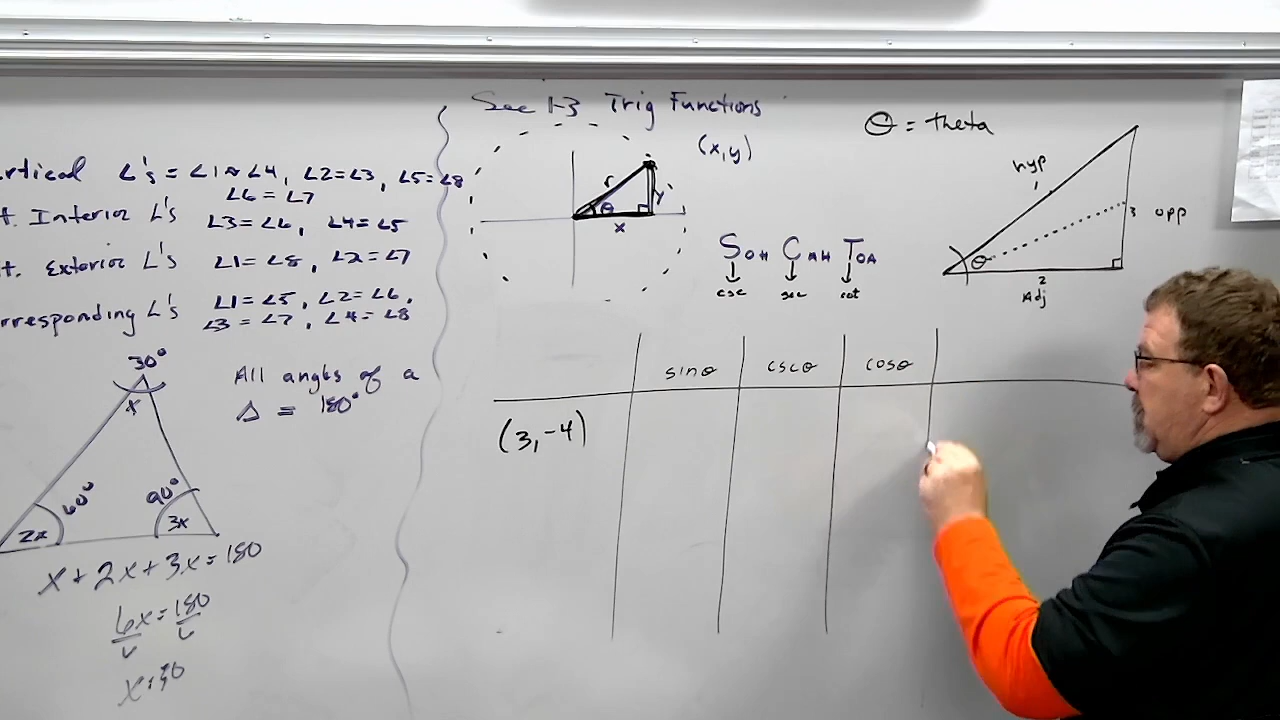 Sec 1-3 Trig Functions
rtical ∠'s = ∠1 ≅ ∠4, ∠2=∠3, ∠5=∠8
∠6 = ∠7
t. Interior ∠'s ∠3=∠6, ∠4=∠5
t. Exterior ∠'s ∠1=∠8, ∠2=∠7
rresponding ∠'s ∠1=∠5, ∠2=∠6,
∠3=∠7, ∠4=∠8
30°
x
60°
2x
90°
3x
All angles of a
Δ = 180°
x + 2x + 3x = 180
6x = 180
6 6
x = 30
(x,y)
r
θ
y
x
θ = theta
hyp
3 opp
θ
2
Adj
SOH CAH TOA
csc sec cot
sinθ cscθ cosθ
(3,-4)